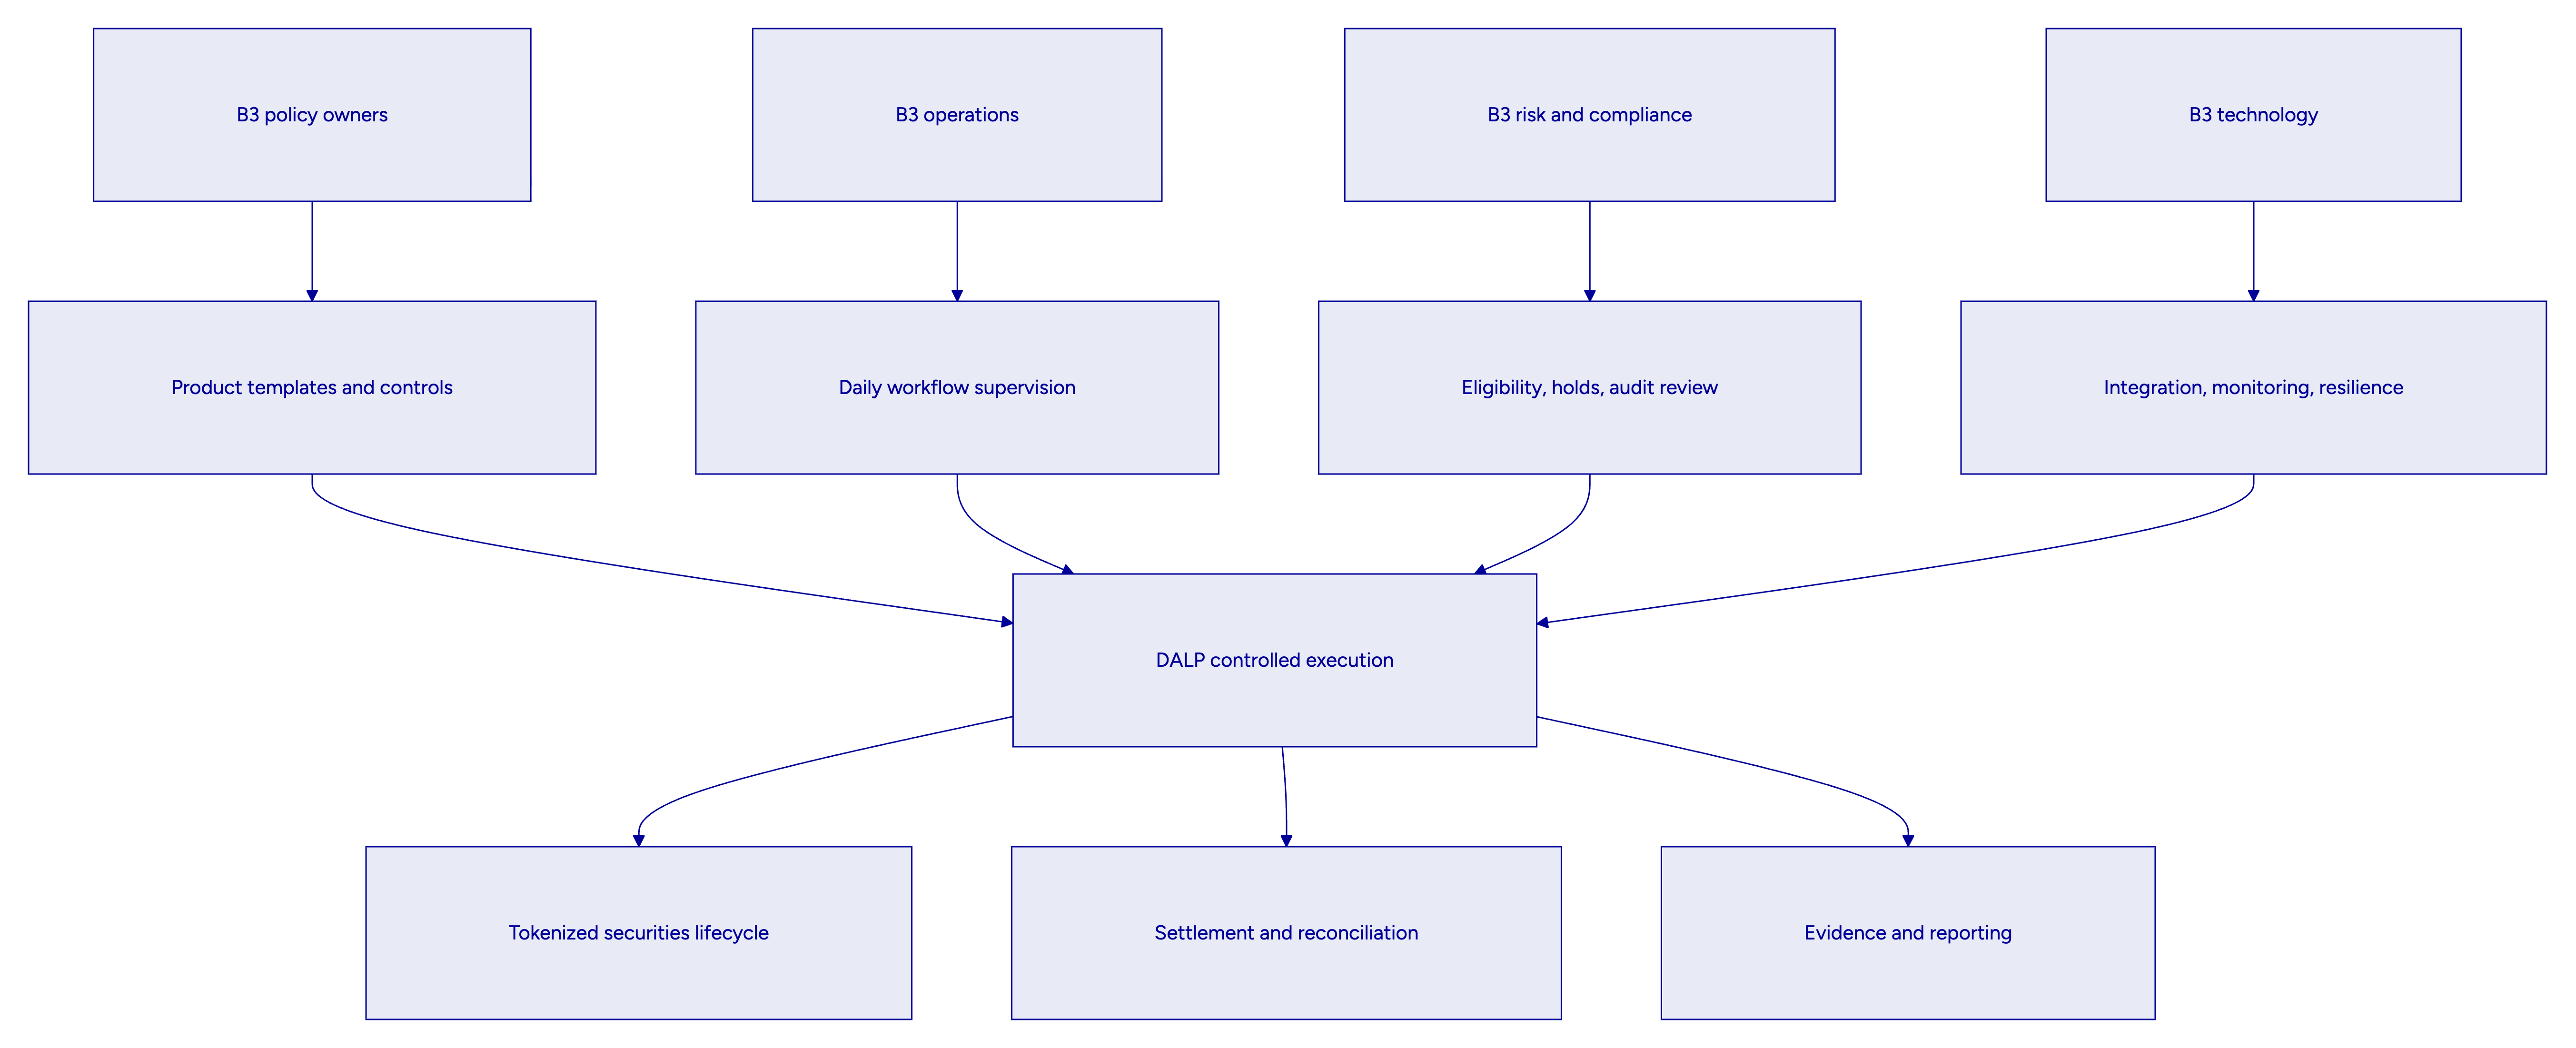 B3 policy owners
B3 operations
B3 risk and compliance
B3 technology
Product templates and controls
Daily workflow supervision
Eligibility, holds, audit review
Integration, monitoring, resilience
DALP controlled execution
Tokenized securities lifecycle
Settlement and reconciliation
Evidence and reporting